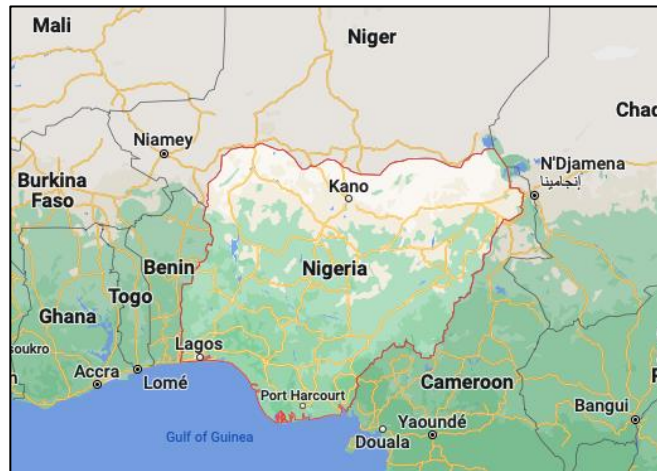 Mali
Niger
Chad
Niamey
N'Djamena
إنجامينا
Burkina
Faso
Kano
Benin
Nigeria
Togo
Ghana
Lagos
soukro
Accra
Lomé
Port Harcourt
Cameroon
Bangui
Yaoundé
Douala
Gulf of Guinea